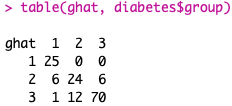 > table(ghat, diabetes$group)
ghat 1 2 3
1 25 0 0
2 6 24 6
3 1 12 70